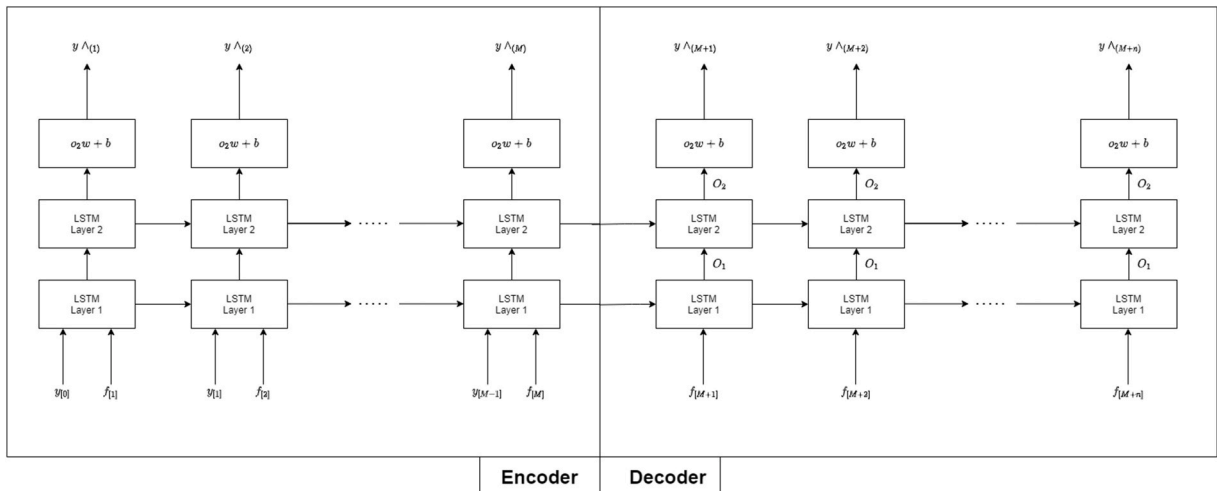 y ∧(1) y ∧(2) y ∧(M) y ∧(M+1) y ∧(M+2) y ∧(M+n)
o₂w + b o₂w + b o₂w + b o₂w + b o₂w + b o₂w + b
O₂ O₂ O₂
LSTM LSTM LSTM LSTM LSTM LSTM
Layer 2 Layer 2 ..... Layer 2 Layer 2 Layer 2 ..... Layer 2
O₁ O₁ O₁
LSTM LSTM LSTM LSTM LSTM LSTM
Layer 1 Layer 1 ..... Layer 1 Layer 1 Layer 1 ..... Layer 1
y[0] f[1] y[1] f[2] y[M−1] f[M] f[M+1] f[M+2] f[M+n]
Encoder Decoder